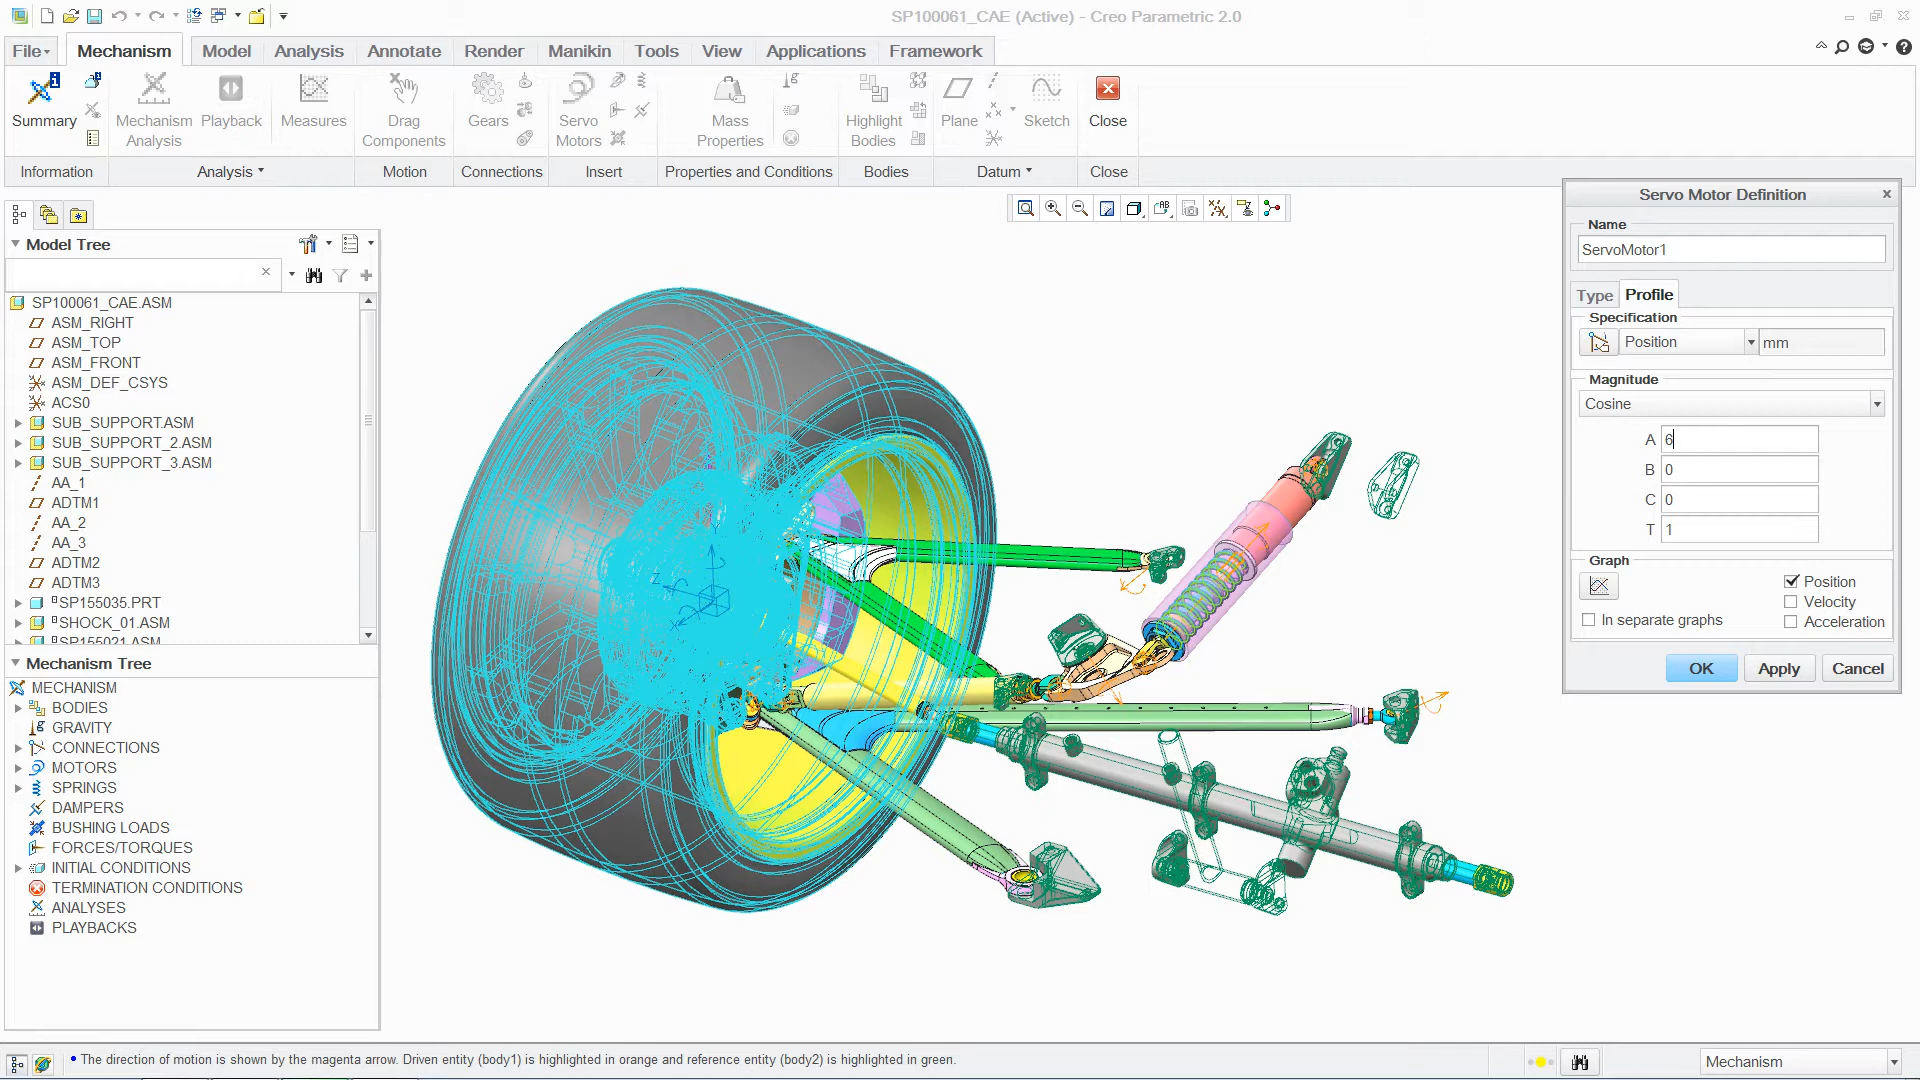 SP100061_CAE (Active) - Creo Parametric 2.0
File
Mechanism
Model
Analysis
Annotate
Render
Manikin
Tools
View
Applications
Framework
Summary
Mechanism
Analysis
Playback
Measures
Drag
Components
Gears
Servo
Motors
Mass
Properties
Highlight
Bodies
Plane
Sketch
Close
Information
Analysis
Motion
Connections
Insert
Properties and Conditions
Bodies
Datum
Close
Model Tree
SP100061_CAE.ASM
ASM_RIGHT
ASM_TOP
ASM_FRONT
ASM_DEF_CSYS
ACS0
SUB_SUPPORT.ASM
SUB_SUPPORT_2.ASM
SUB_SUPPORT_3.ASM
AA_1
ADTM1
AA_2
AA_3
ADTM2
ADTM3
SP155035.PRT
SHOCK_01.ASM
SP155021.ASM
Mechanism Tree
MECHANISM
BODIES
GRAVITY
CONNECTIONS
MOTORS
SPRINGS
DAMPERS
BUSHING LOADS
FORCES/TORQUES
INITIAL CONDITIONS
TERMINATION CONDITIONS
ANALYSES
PLAYBACKS
Servo Motor Definition
Name
ServoMotor1
Type
Profile
Specification
Position
mm
Magnitude
Cosine
A 6
B 0
C 0
T 1
Graph
Position
Velocity
In separate graphs
Acceleration
OK
Apply
Cancel
The direction of motion is shown by the magenta arrow. Driven entity (body1) is highlighted in orange and reference entity (body2) is highlighted in green.
Mechanism